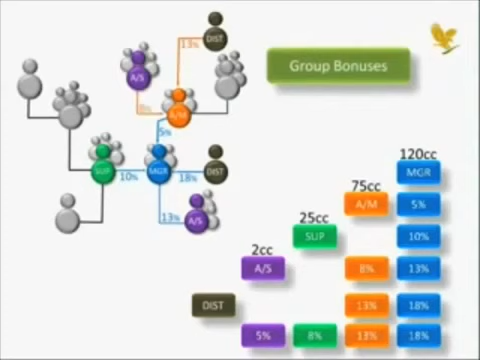 DIST
13%
Group Bonuses
A/S
8%
A/M
5%
SUP
10%
MGR
18%
DIST
13%
A/S
120cc
MGR
75cc
A/M
5%
25cc
SUP
10%
2cc
A/S
8%
13%
DIST
13%
18%
5%
8%
13%
18%